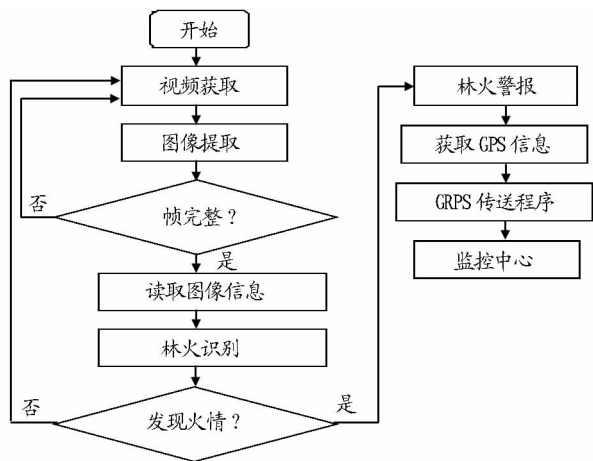 开始
视频获取
图像提取
帧完整？
否
是
读取图像信息
林火识别
发现火情？
否
是
林火警报
获取 GPS 信息
GRPS 传送程序
监控中心